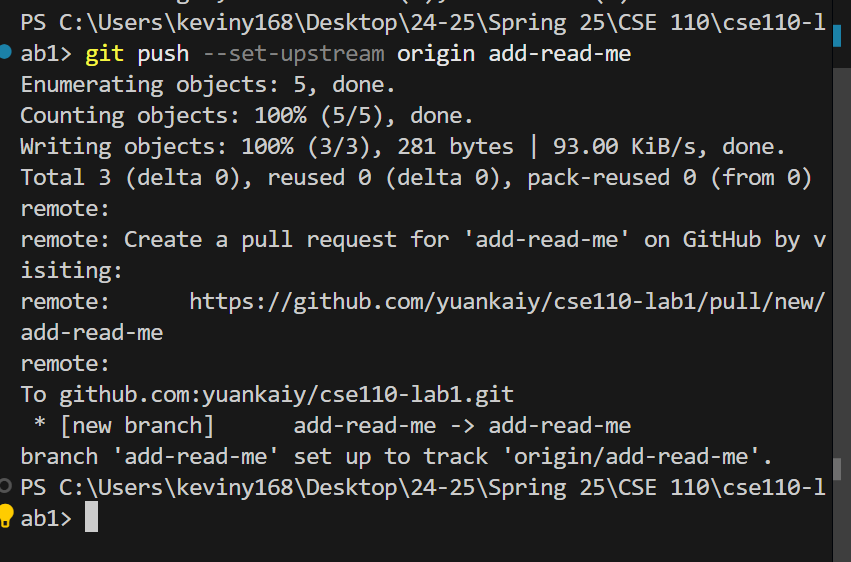 PS C:\Users\keviny168\Desktop\24-25\Spring 25\CSE 110\cse110-l
ab1> git push --set-upstream origin add-read-me
Enumerating objects: 5, done.
Counting objects: 100% (5/5), done.
Writing objects: 100% (3/3), 281 bytes | 93.00 KiB/s, done.
Total 3 (delta 0), reused 0 (delta 0), pack-reused 0 (from 0)
remote:
remote: Create a pull request for 'add-read-me' on GitHub by v
isiting:
remote:      https://github.com/yuankaiy/cse110-lab1/pull/new/
add-read-me
remote:
To github.com:yuankaiy/cse110-lab1.git
 * [new branch]      add-read-me -> add-read-me
branch 'add-read-me' set up to track 'origin/add-read-me'.
PS C:\Users\keviny168\Desktop\24-25\Spring 25\CSE 110\cse110-l
ab1>